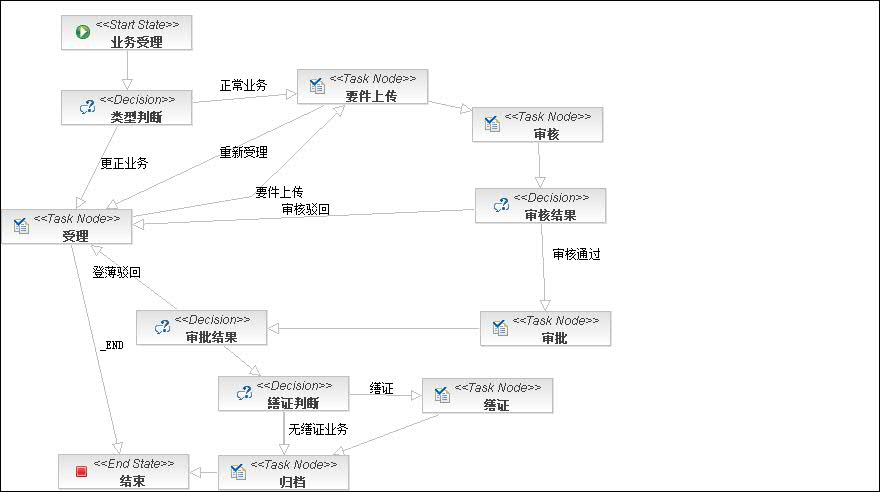 <<Start State>>
业务受理
正常业务
<<Task Node>>
要件上传
<<Decision>>
类型判断
<<Task Node>>
审核
重新受理
更正业务
要件上传
<<Decision>>
审核结果
审核驳回
<<Task Node>>
受理
审核通过
登薄驳回
<<Decision>>
审批结果
<<Task Node>>
审批
_END
<<Decision>>
缮证判断
缮证
<<Task Node>>
缮证
无缮证业务
<<End State>>
结束
<<Task Node>>
归档